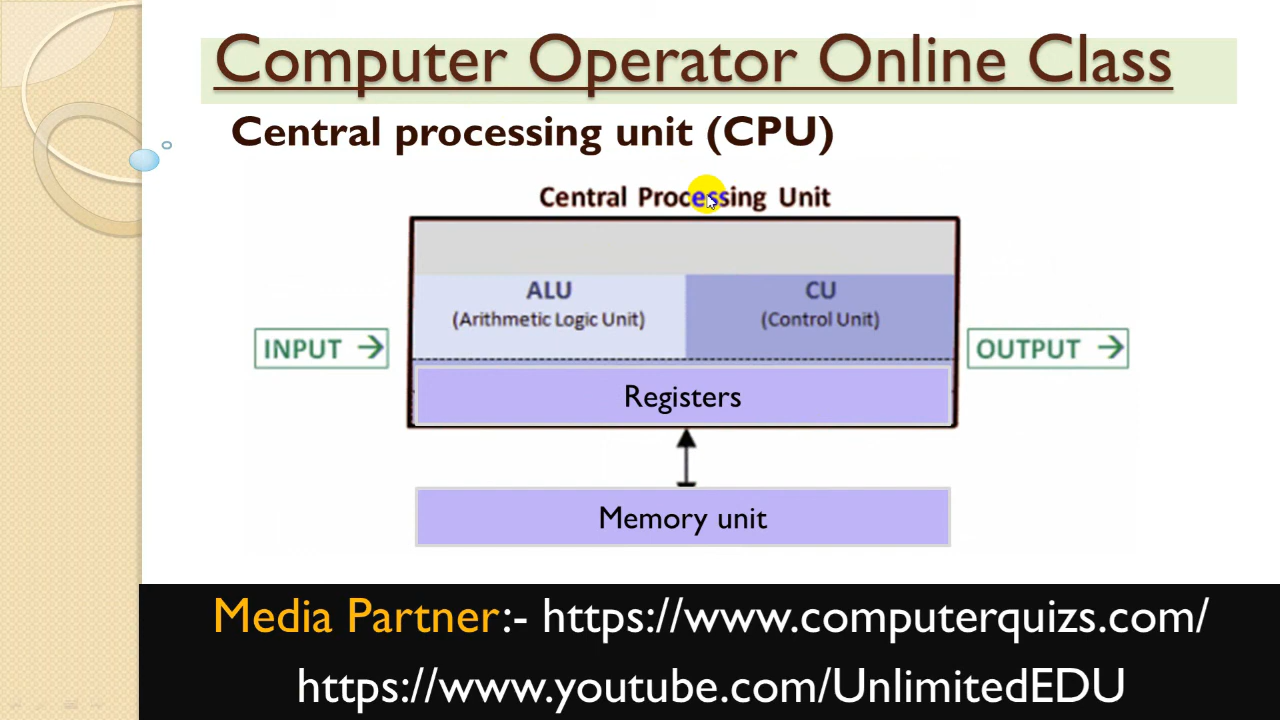 Computer Operator Online Class
Central processing unit (CPU)
Central Processing Unit
ALU
(Arithmetic Logic Unit)
CU
(Control Unit)
INPUT →
OUTPUT →
Registers
Memory unit
Media Partner:- https://www.computerquizs.com/
https://www.youtube.com/UnlimitedEDU